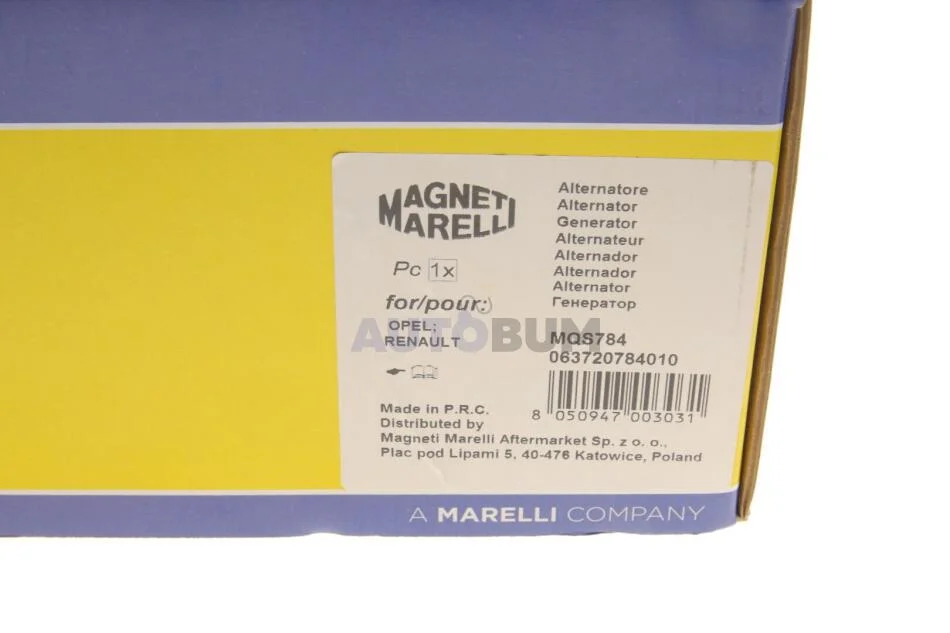 MAGNETI
MARELLI
Pc 1x
for/pour:
OPEL;
RENAULT
Alternatore
Alternator
Generator
Alternateur
Alternador
Alternador
Alternator
Генератор
AUTOBUM
MQS784
063720784010
8 050947 003031
Made in P.R.C.
Distributed by
Magneti Marelli Aftermarket Sp. z o. o.,
Plac pod Lipami 5, 40-476 Katowice, Poland
A MARELLI COMPANY